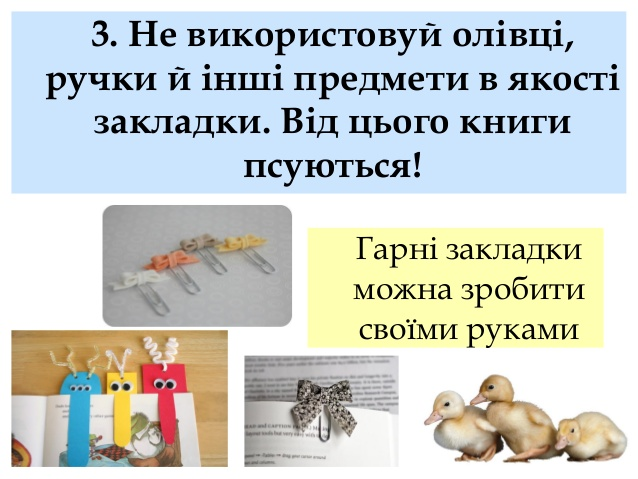 3. Не використовуй олівці,
ручки й інші предмети в якості
закладки. Від цього книги
псуються!
Гарні закладки
можна зробити
своїми руками